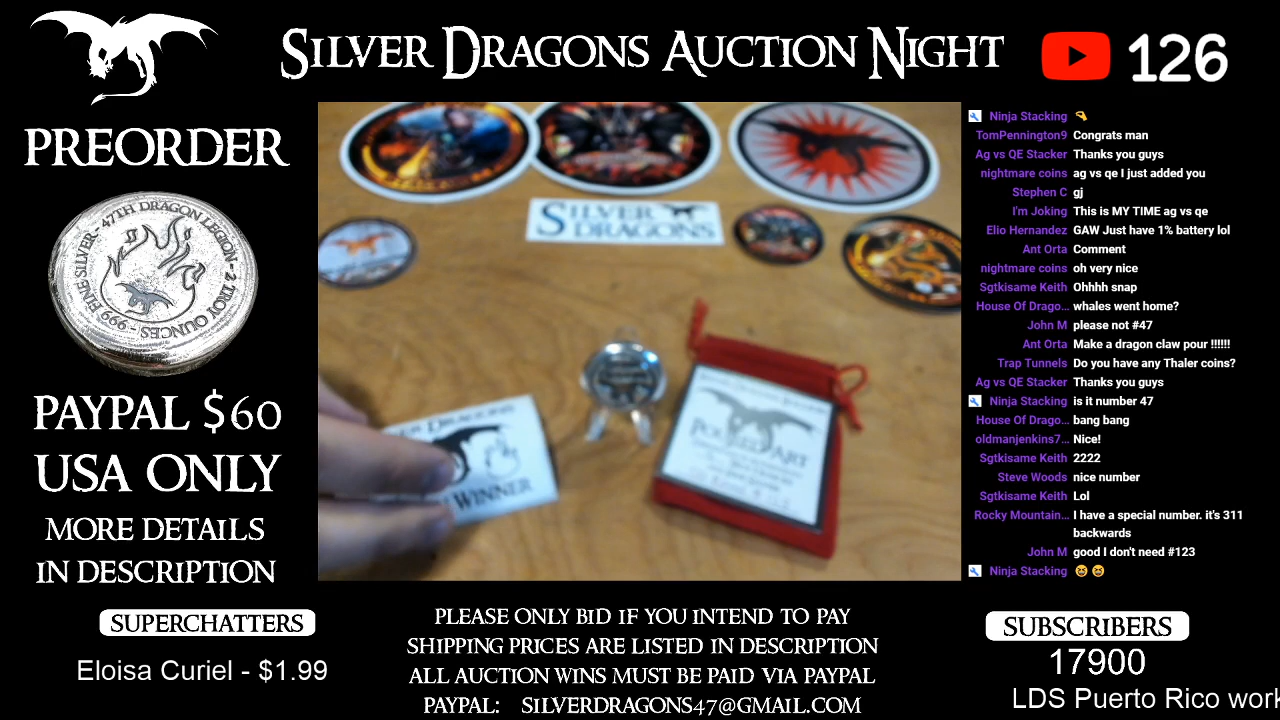 SILVER DRAGONS AUCTION NIGHT
126
PREORDER
47TH DRAGON LEGION - 2 TROY OUNCES - .999 FINE SILVER -
PAYPAL $60
USA ONLY
MORE DETAILS
IN DESCRIPTION
SUPERCHATTERS
Eloisa Curiel - $1.99
SILVER
DRAGONS
DRAGONS
WINNER
POURED ART
Ninja Stacking
TomPennington9 Congrats man
Ag vs QE Stacker Thanks you guys
nightmare coins ag vs qe I just added you
Stephen C gj
I'm Joking This is MY TIME ag vs qe
Elio Hernandez GAW Just have 1% battery lol
Ant Orta Comment
nightmare coins oh very nice
Sgtkisame Keith Ohhhh snap
House Of Drago... whales went home?
John M please not #47
Ant Orta Make a dragon claw pour !!!!!!
Trap Tunnels Do you have any Thaler coins?
Ag vs QE Stacker Thanks you guys
Ninja Stacking is it number 47
House Of Drago... bang bang
oldmanjenkins7... Nice!
Sgtkisame Keith 2222
Steve Woods nice number
Sgtkisame Keith Lol
Rocky Mountain... I have a special number. it's 311
backwards
John M good I don't need #123
Ninja Stacking
PLEASE ONLY BID IF YOU INTEND TO PAY
SHIPPING PRICES ARE LISTED IN DESCRIPTION
ALL AUCTION WINS MUST BE PAID VIA PAYPAL
PAYPAL: SILVERDRAGONS47@GMAIL.COM
SUBSCRIBERS
17900
LDS Puerto Rico work